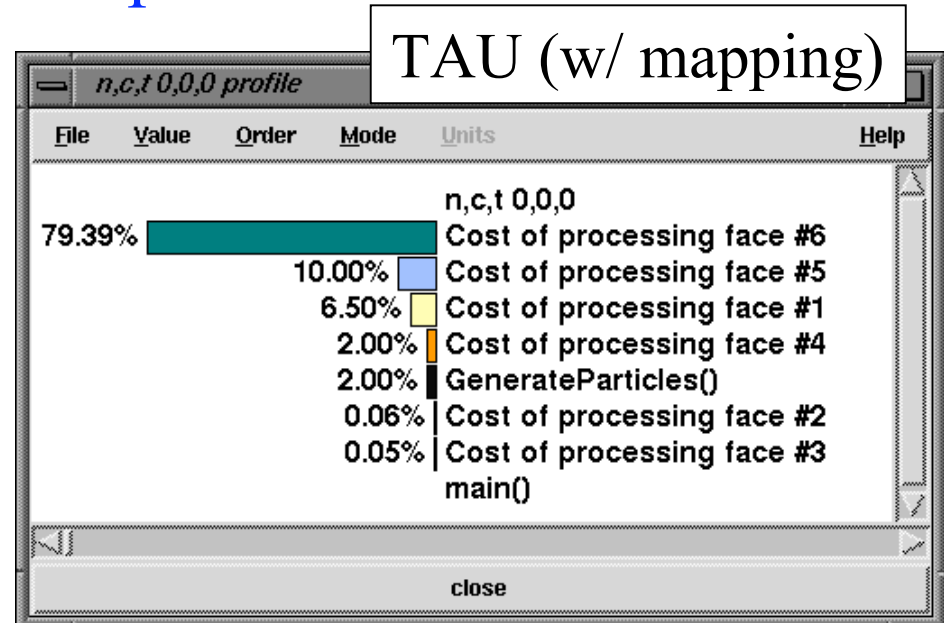 TAU (w/ mapping)
n,c,t 0,0,0 profile
File Value Order Mode Units Help
n,c,t 0,0,0
79.39% Cost of processing face #6
10.00% Cost of processing face #5
6.50% Cost of processing face #1
2.00% Cost of processing face #4
2.00% GenerateParticles()
0.06% Cost of processing face #2
0.05% Cost of processing face #3
main()
close